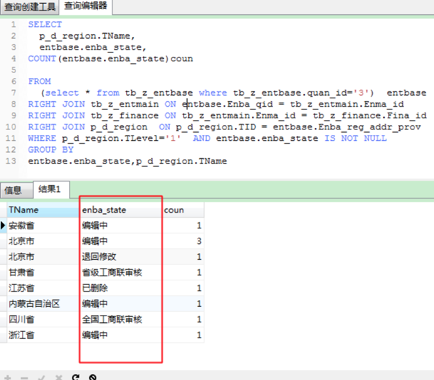 查询创建工具 查询编辑器
1 SELECT
2 p_d_region.TName,
3 entbase.enba_state,
4 COUNT(entbase.enba_state)coun
5
6 FROM
7 (select * from tb_z_entbase where tb_z_entbase.quan_id='3') entbase
8 RIGHT JOIN tb_z_entmain ON entbase.Enba_qid = tb_z_entmain.Enma_id
9 RIGHT JOIN tb_z_finance ON tb_z_entmain.Enma_id = tb_z_finance.Fina_id
10 RIGHT JOIN p_d_region ON p_d_region.TID = entbase.Enba_reg_addr_prov
11 WHERE p_d_region.TLevel='1' AND entbase.enba_state IS NOT NULL
12 GROUP BY
13 entbase.enba_state,p_d_region.TName
信息 结果1
TName enba_state coun
安徽省 编辑中 1
北京市 编辑中 3
北京市 退回修改 1
甘肃省 省级工商联审核 1
江苏省 已删除 1
内蒙古自治区 编辑中 1
四川省 全国工商联审核 1
浙江省 编辑中 1